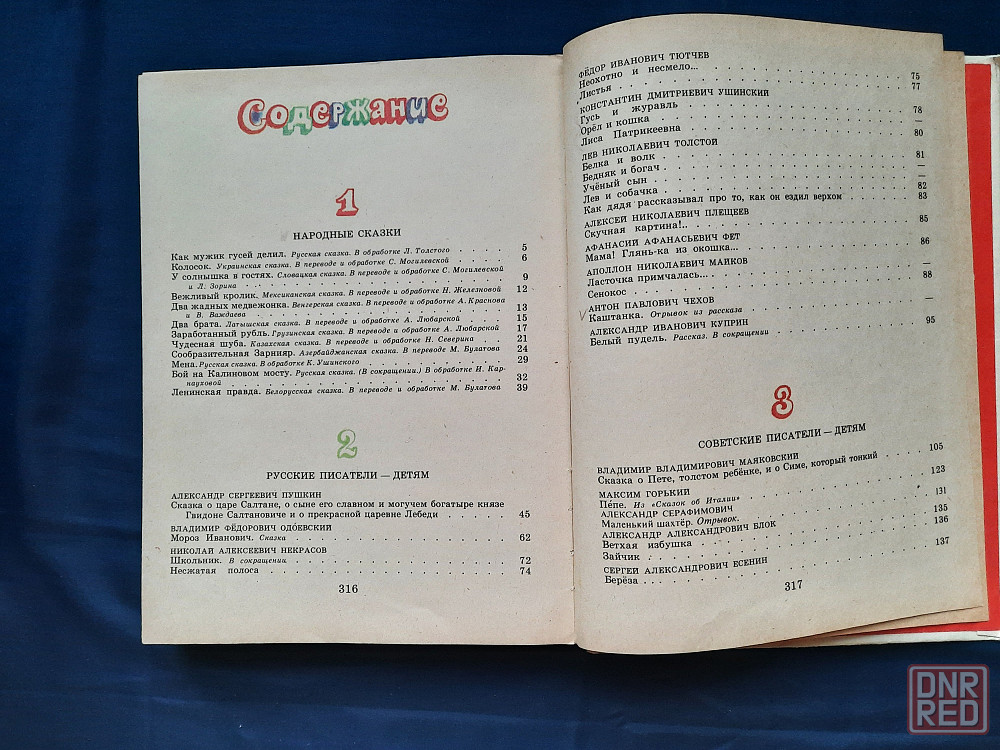 Содержание
1
НАРОДНЫЕ СКАЗКИ
Как мужик гусей делил. Русская сказка. В обработке Л. Толстого 5
Колосок. Украинская сказка. В переводе и обработке С. Могилевской 6
У солнышка в гостях. Словацкая сказка. В переводе и обработке С. Могилевской
и Л. Зорина 9
Вежливый кролик. Мексиканская сказка. В переводе и обработке Н. Железновой 12
Два жадных медвежонка. Венгерская сказка. В переводе и обработке А. Краснова
и В. Важдаева 13
Два брата. Латышская сказка. В переводе и обработке А. Любарской 15
Заработанный рубль. Грузинская сказка. В переводе и обработке А. Любарской 17
Чудесная шуба. Казахская сказка. В переводе и обработке Н. Северина 21
Сообразительная Зарнияр. Азербайджанская сказка. В переводе М. Булатова 24
Мена. Русская сказка. В обработке К. Ушинского 29
Бой на Калиновом мосту. Русская сказка. (В сокращении.) В обработке И. Кар-
науховой 32
Ленинская правда. Белорусская сказка. В переводе и обработке М. Булатова 39
2
РУССКИЕ ПИСАТЕЛИ — ДЕТЯМ
АЛЕКСАНДР СЕРГЕЕВИЧ ПУШКИН
Сказка о царе Салтане, о сыне его славном и могучем богатыре князе
Гвидоне Салтановиче и о прекрасной царевне Лебеди 45
ВЛАДИМИР ФЁДОРОВИЧ ОДОЕВСКИЙ
Мороз Иванович. Сказка 62
НИКОЛАЙ АЛЕКСЕЕВИЧ НЕКРАСОВ
Школьник. В сокращении 72
Несжатая полоса 74
316
ФЁДОР ИВАНОВИЧ ТЮТЧЕВ
Неохотно и несмело... 75
Листья 77
КОНСТАНТИН ДМИТРИЕВИЧ УШИНСКИЙ
Гусь и журавль 78
Орёл и кошка —
Лиса Патрикеевна 80
ЛЕВ НИКОЛАЕВИЧ ТОЛСТОЙ
Белка и волк 81
Бедняк и богач —
Учёный сын —
Лев и собачка 82
Как дядя рассказывал про то, как он ездил верхом 83
АЛЕКСЕЙ НИКОЛАЕВИЧ ПЛЕЩЕЕВ
Скучная картина!.. 85
АФАНАСИЙ АФАНАСЬЕВИЧ ФЕТ
Мама! Глянь-ка из окошка... 86
АПОЛЛОН НИКОЛАЕВИЧ МАЙКОВ
Ласточка примчалась... —
Сенокос 88
АНТОН ПАВЛОВИЧ ЧЕХОВ
Каштанка. Отрывок из рассказа —
АЛЕКСАНДР ИВАНОВИЧ КУПРИН
Белый пудель. Рассказ. В сокращении 95
3
СОВЕТСКИЕ ПИСАТЕЛИ — ДЕТЯМ
ВЛАДИМИР ВЛАДИМИРОВИЧ МАЯКОВСКИЙ
Сказка о Пете, толстом ребёнке, и о Симе, который тонкий 105
МАКСИМ ГОРЬКИЙ
Пепе. Из «Сказок об Италии» 123
АЛЕКСАНДР СЕРАФИМОВИЧ
Маленький шахтёр. Отрывок. 131
АЛЕКСАНДР АЛЕКСАНДРОВИЧ БЛОК
Ветхая избушка 135
Зайчик 136
СЕРГЕЙ АЛЕКСАНДРОВИЧ ЕСЕНИН
Берёза 137
317
DNR
RED